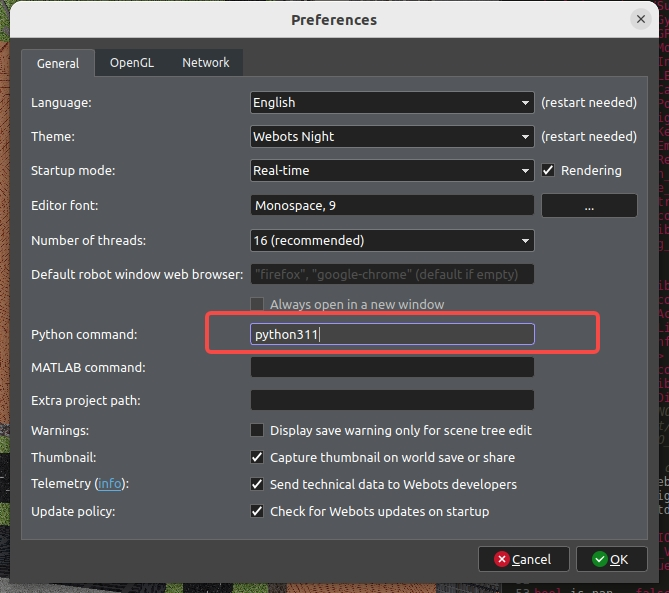 Preferences
General OpenGL Network
Language: English (restart needed)
Theme: Webots Night (restart needed)
Startup mode: Real-time Rendering
Editor font: Monospace, 9 ...
Number of threads: 16 (recommended)
Default robot window web browser: "firefox", "google-chrome" (default if empty)
Always open in a new window
Python command: python311
MATLAB command:
Extra project path:
Warnings: Display save warning only for scene tree edit
Thumbnail: Capture thumbnail on world save or share
Telemetry (info): Send technical data to Webots developers
Update policy: Check for Webots updates on startup
Cancel OK